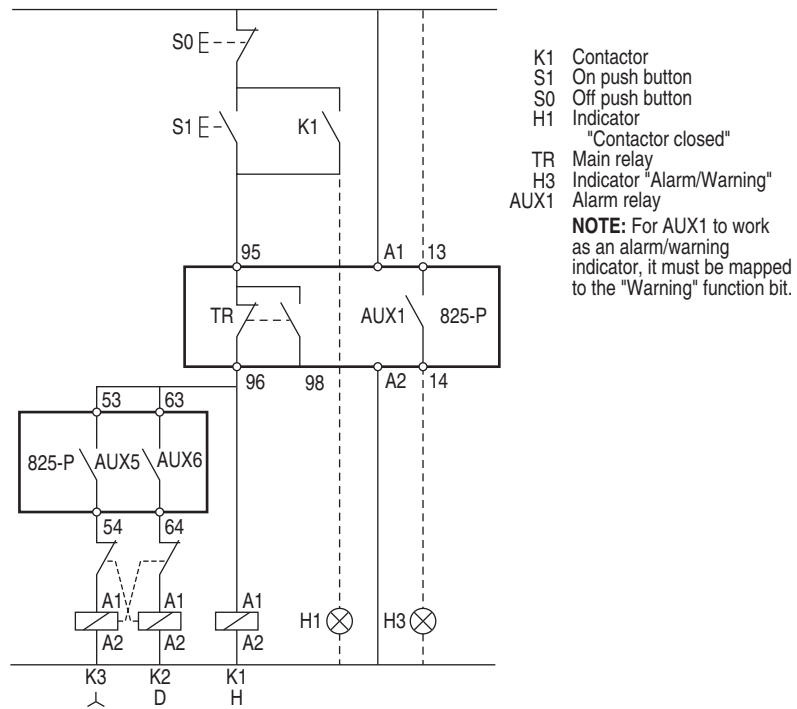 S0
S1
K1
K1 Contactor
S1 On push button
S0 Off push button
H1 Indicator
"Contactor closed"
TR Main relay
H3 Indicator "Alarm/Warning"
AUX1 Alarm relay
NOTE: For AUX1 to work
as an alarm/warning
indicator, it must be mapped
to the "Warning" function bit.
95 A1 13
TR AUX1 825-P
96 98 A2 14
53 63
825-P AUX5 AUX6
54 64
A1 A1 A1
H1 H3
A2 A2 A2
K3 K2 K1
D H